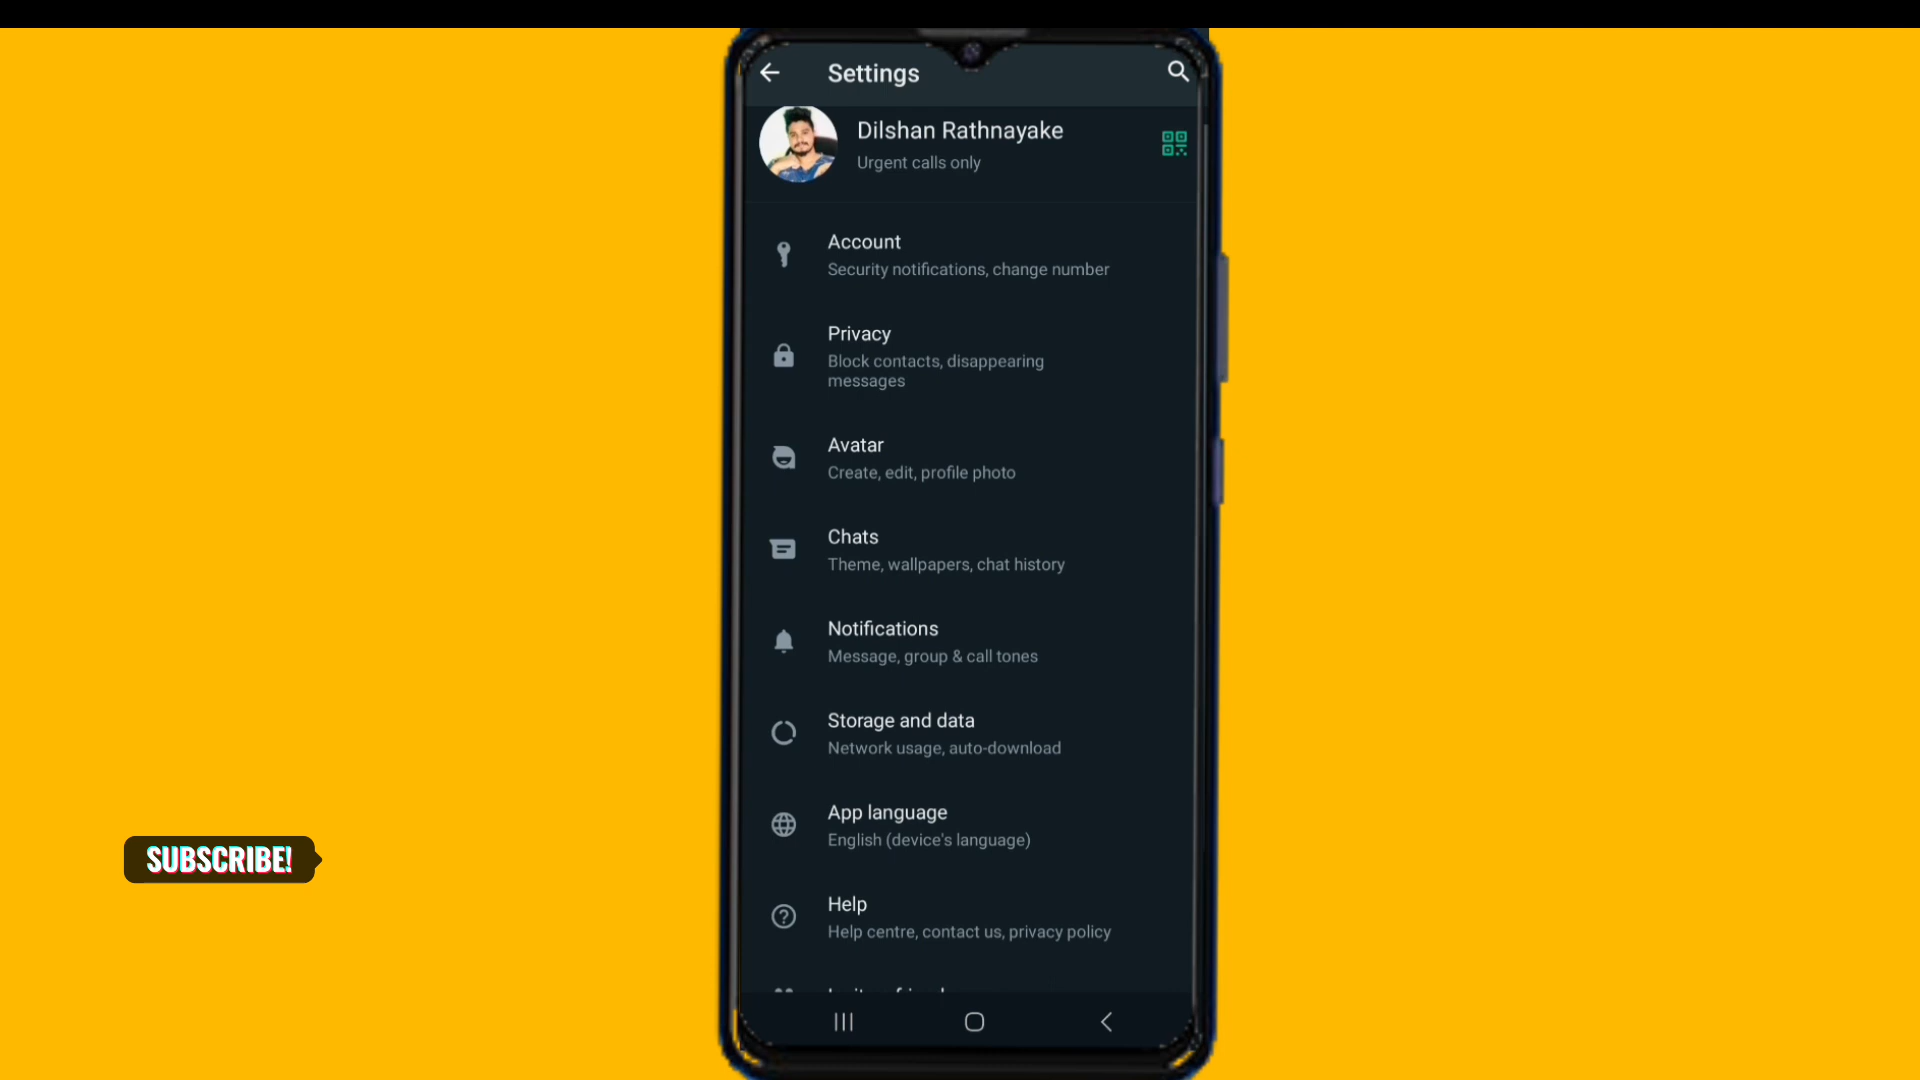 Settings
Dilshan Rathnayake
Urgent calls only
Account
Security notifications, change number
Privacy
Block contacts, disappearing
messages
Avatar
Create, edit, profile photo
Chats
Theme, wallpapers, chat history
Notifications
Message, group & call tones
Storage and data
Network usage, auto-download
App language
English (device's language)
SUBSCRIBE!
Help
Help centre, contact us, privacy policy